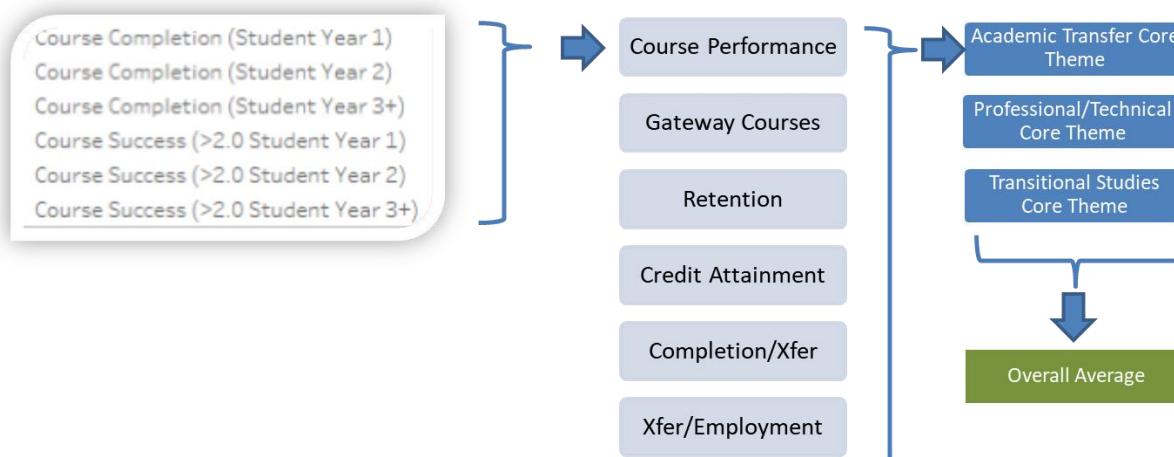 Course Completion (Student Year 1)
Course Completion (Student Year 2)
Course Completion (Student Year 3+)
Course Success (>2.0 Student Year 1)
Course Success (>2.0 Student Year 2)
Course Success (>2.0 Student Year 3+)
Course Performance
Gateway Courses
Retention
Credit Attainment
Completion/Xfer
Xfer/Employment
Academic Transfer Core
Theme
Professional/Technical
Core Theme
Transitional Studies
Core Theme
Overall Average